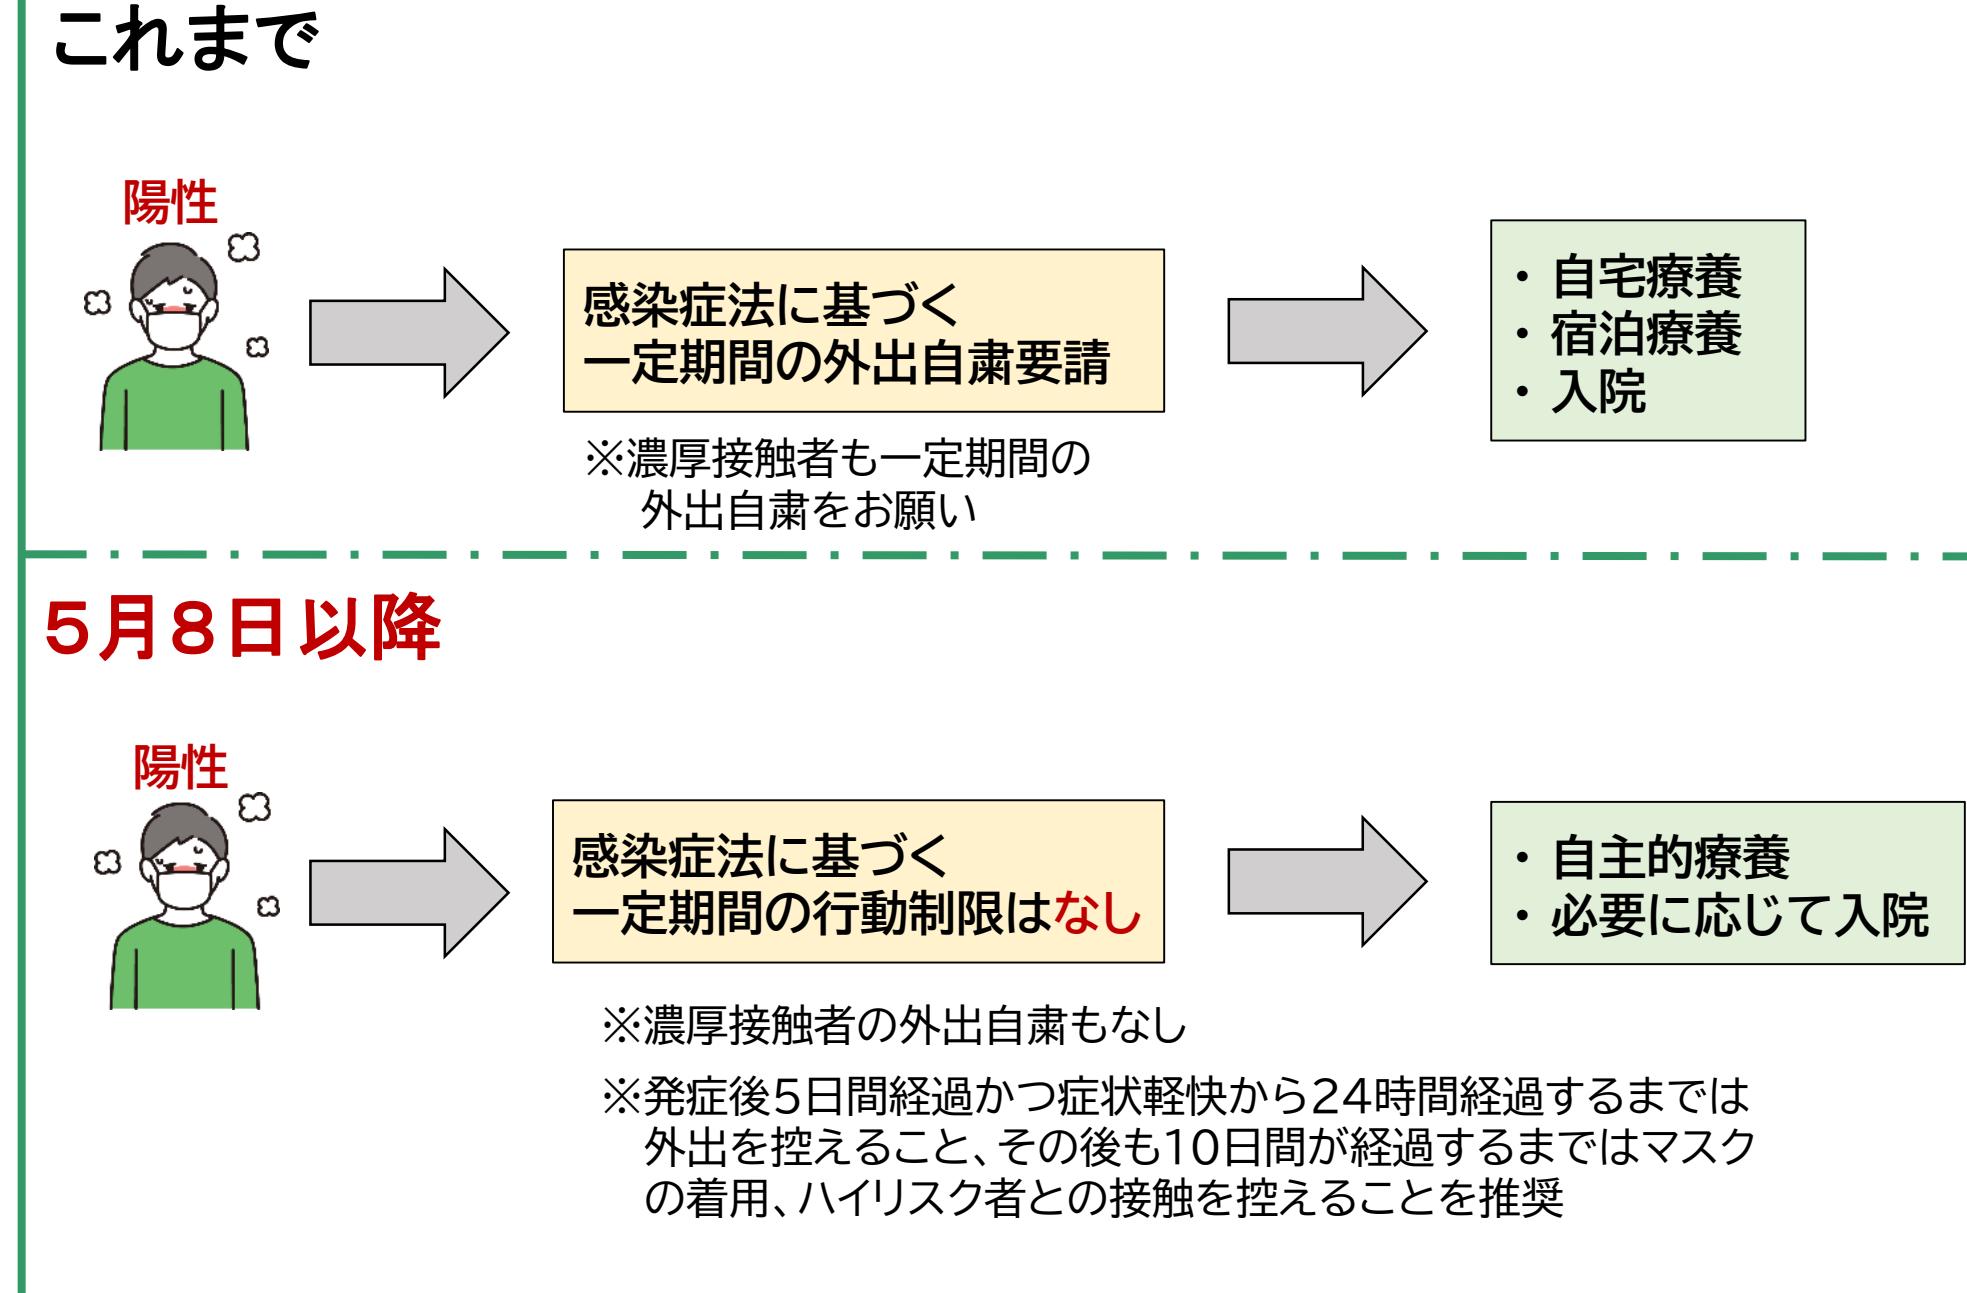 これまで
陽性
感染症法に基づく
一定期間の外出自粛要請
・自宅療養
・宿泊療養
・入院
※濃厚接触者も一定期間の
外出自粛をお願い
５月８日以降
陽性
感染症法に基づく
一定期間の行動制限はなし
・自主的療養
・必要に応じて入院
※濃厚接触者の外出自粛もなし
※発症後５日間経過かつ症状軽快から２４時間経過するまでは
外出を控えること、その後も１０日間が経過するまではマスク
の着用、ハイリスク者との接触を控えることを推奨